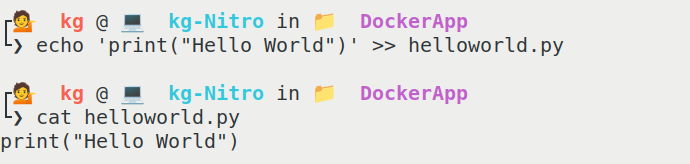 kg @ kg-Nitro in DockerApp
❯ echo 'print("Hello World")' >> helloworld.py
kg @ kg-Nitro in DockerApp
❯ cat helloworld.py
print("Hello World")